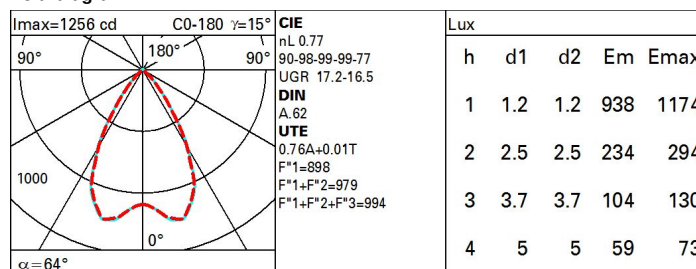 Imax=1256 cd C0-180 γ=15°
90° 180° 90°
1000
0°
α=64°
CIE
nL 0.77
90-98-99-99-77
UGR 17.2-16.5
DIN
A.62
UTE
0.76A+0.01T
F"1=898
F"1+F"2=979
F"1+F"2+F"3=994
Lux
h d1 d2 Em Emax
1 1.2 1.2 938 1174
2 2.5 2.5 234 294
3 3.7 3.7 104 130
4 5 5 59 73